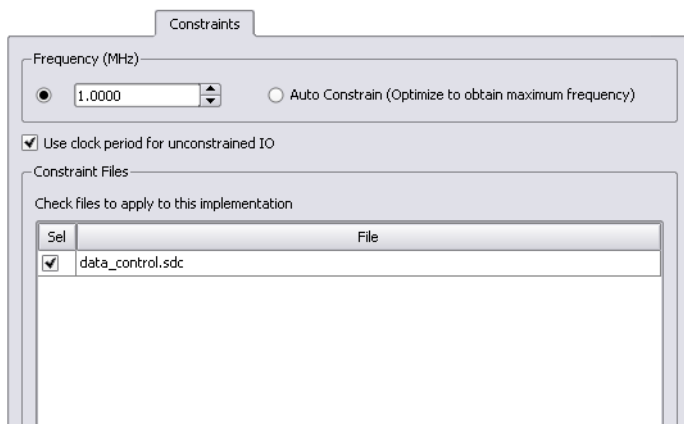 Constraints
Frequency (MHz)
1.0000
Auto Constrain (Optimize to obtain maximum frequency)
Use clock period for unconstrained IO
Constraint Files
Check files to apply to this implementation
Sel File
data_control.sdc